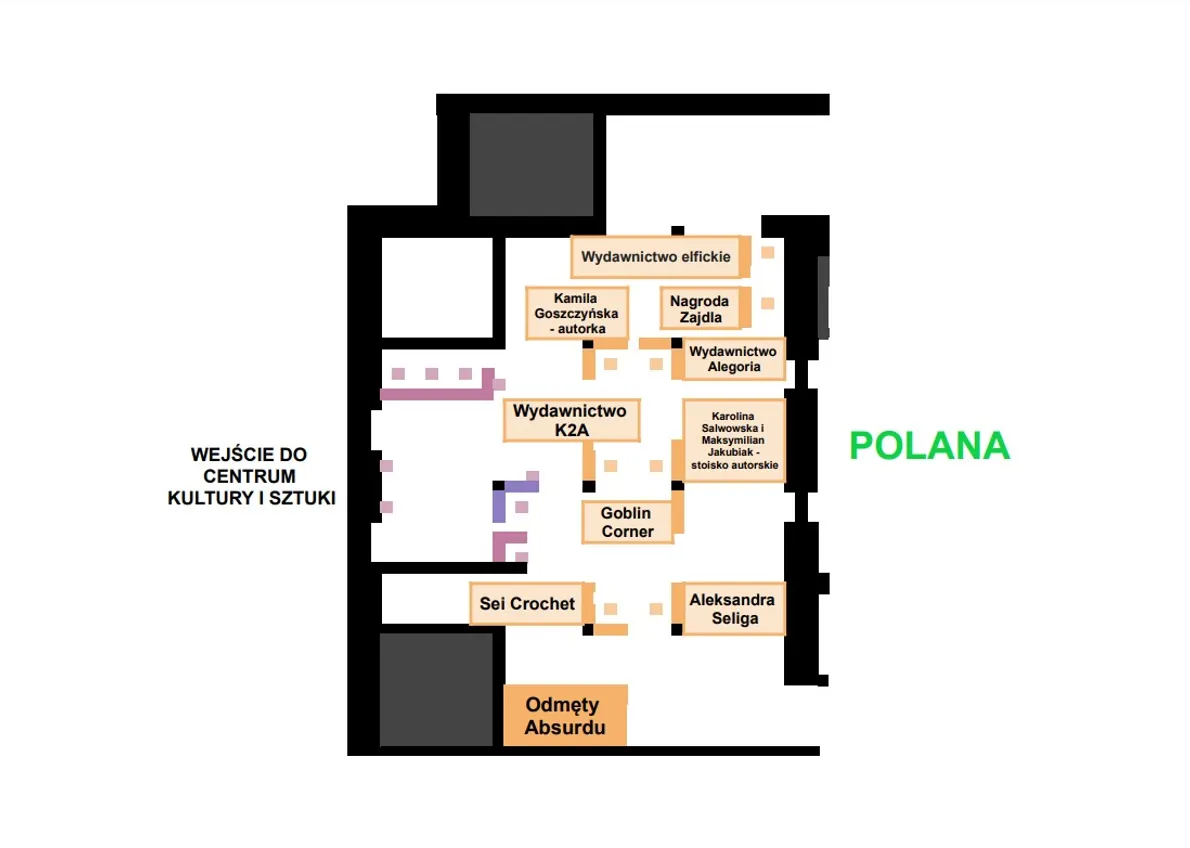 Wydawnictwo elfickie
Kamila
Goszczyńska
- autorka
Nagroda
Zajdla
Wydawnictwo
Alegoria
Wydawnictwo
K2A
Karolina
Salwowska i
Maksymilian
Jakubiak -
stoisko autorskie
POLANA
WEJŚCIE DO
CENTRUM
KULTURY I SZTUKI
Goblin
Corner
Sei Crochet
Aleksandra
Seliga
Odmęty
Absurdu